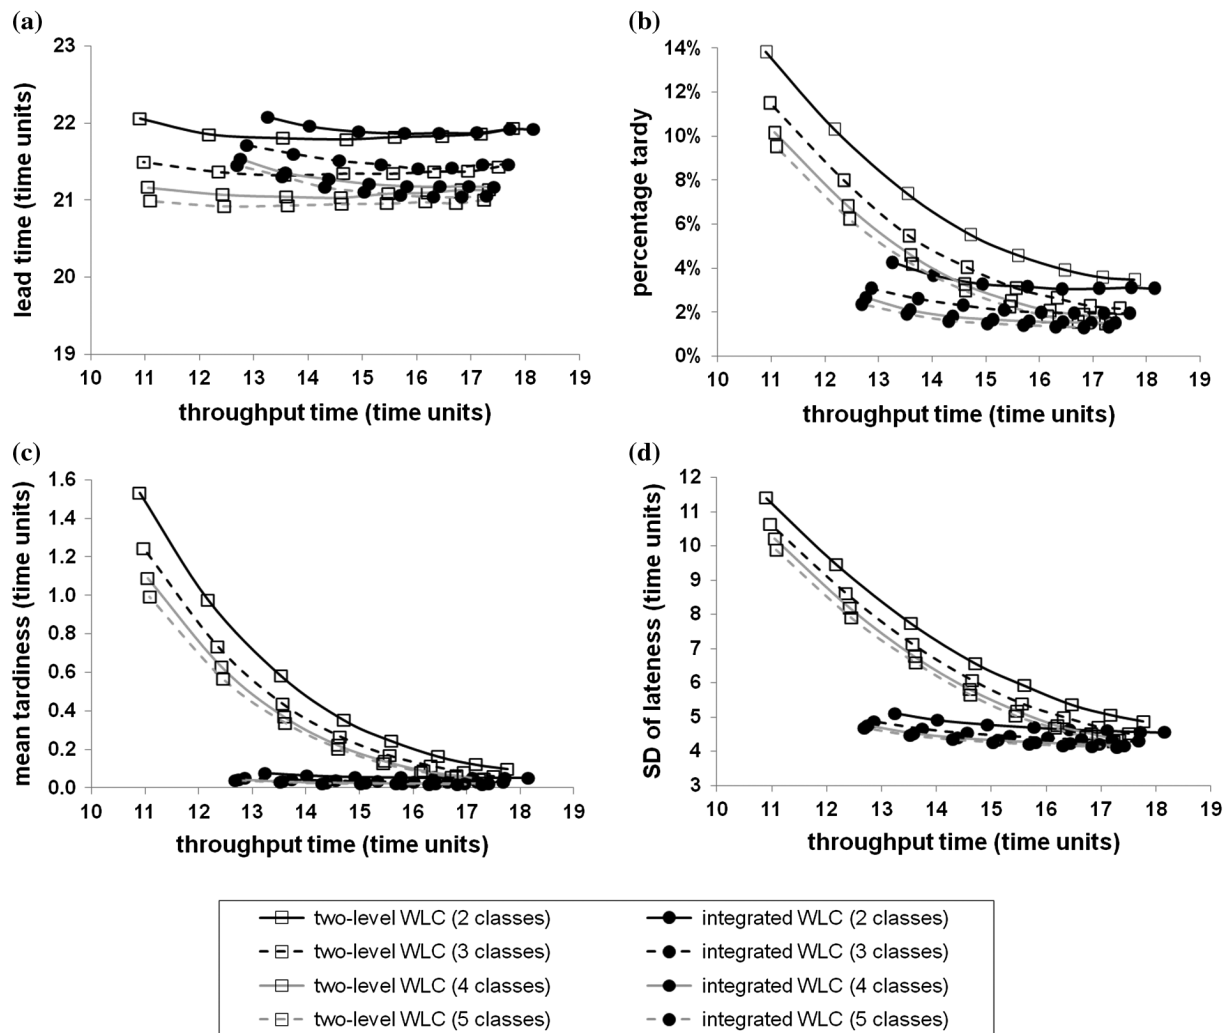 (a)
23
22
21
20
19
lead time (time units)
10 11 12 13 14 15 16 17 18 19
throughput time (time units)
(b)
14%
12%
10%
8%
6%
4%
2%
0%
percentage tardy
10 11 12 13 14 15 16 17 18 19
throughput time (time units)
(c)
1.6
1.4
1.2
1.0
0.8
0.6
0.4
0.2
0.0
mean tardiness (time units)
10 11 12 13 14 15 16 17 18 19
throughput time (time units)
(d)
12
11
10
9
8
7
6
5
4
3
SD of lateness (time units)
10 11 12 13 14 15 16 17 18 19
throughput time (time units)
two-level WLC (2 classes)
two-level WLC (3 classes)
two-level WLC (4 classes)
two-level WLC (5 classes)
integrated WLC (2 classes)
integrated WLC (3 classes)
integrated WLC (4 classes)
integrated WLC (5 classes)